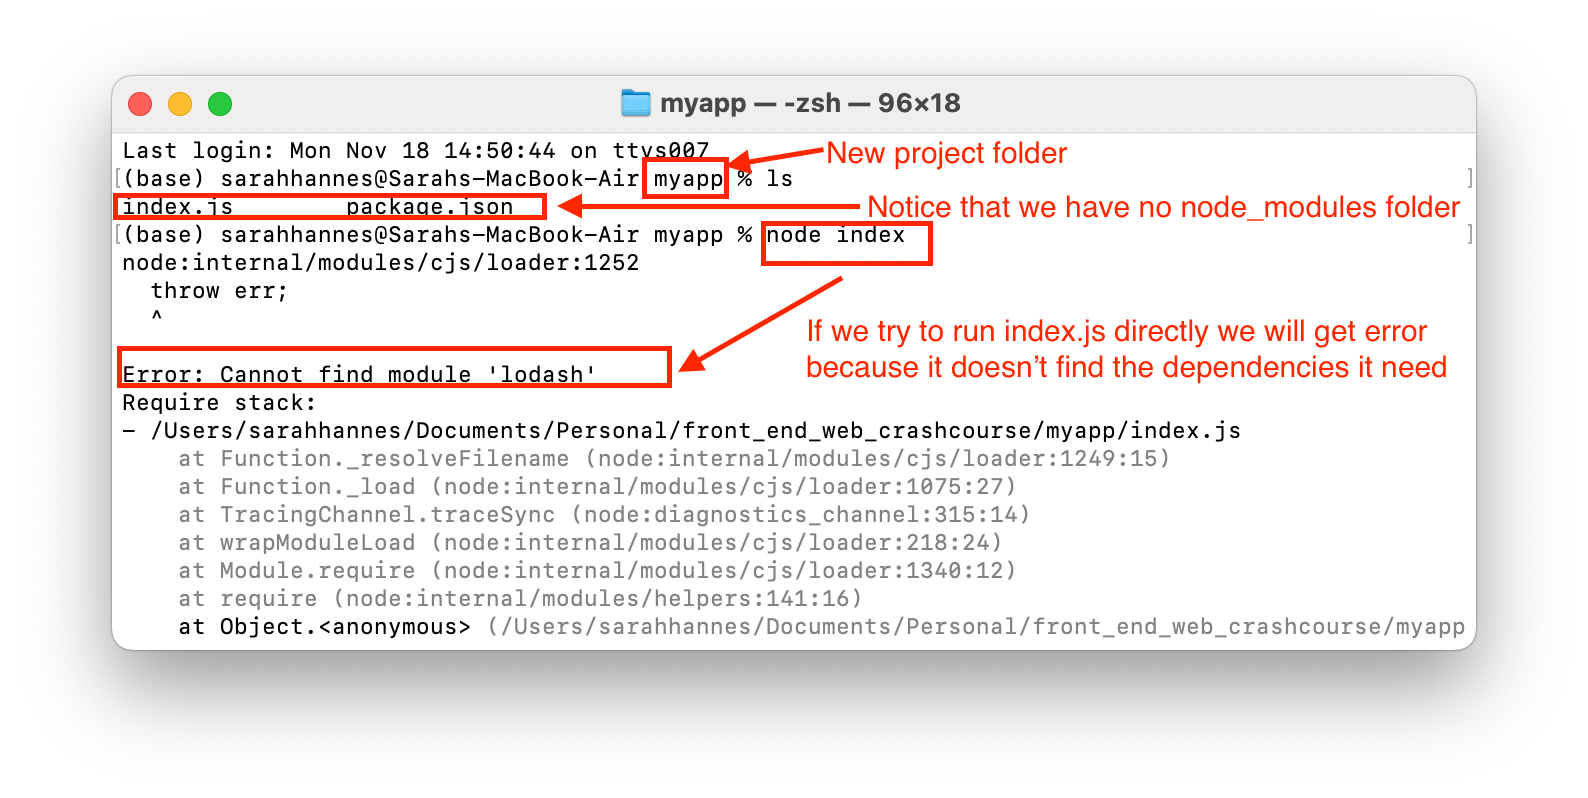 myapp — -zsh — 96×18
Last login: Mon Nov 18 14:50:44 on ttys007
New project folder
[(base) sarahhannes@Sarahs-MacBook-Air myapp % ls ]
index.js package.json
Notice that we have no node_modules folder
[(base) sarahhannes@Sarahs-MacBook-Air myapp % node index ]
node:internal/modules/cjs/loader:1252
throw err;
^
If we try to run index.js directly we will get error
because it doesn't find the dependencies it need
Error: Cannot find module 'lodash'
Require stack:
- /Users/sarahhannes/Documents/Personal/front_end_web_crashcourse/myapp/index.js
at Function._resolveFilename (node:internal/modules/cjs/loader:1249:15)
at Function._load (node:internal/modules/cjs/loader:1075:27)
at TracingChannel.traceSync (node:diagnostics_channel:315:14)
at wrapModuleLoad (node:internal/modules/cjs/loader:218:24)
at Module.require (node:internal/modules/cjs/loader:1340:12)
at require (node:internal/modules/helpers:141:16)
at Object.<anonymous> (/Users/sarahhannes/Documents/Personal/front_end_web_crashcourse/myapp